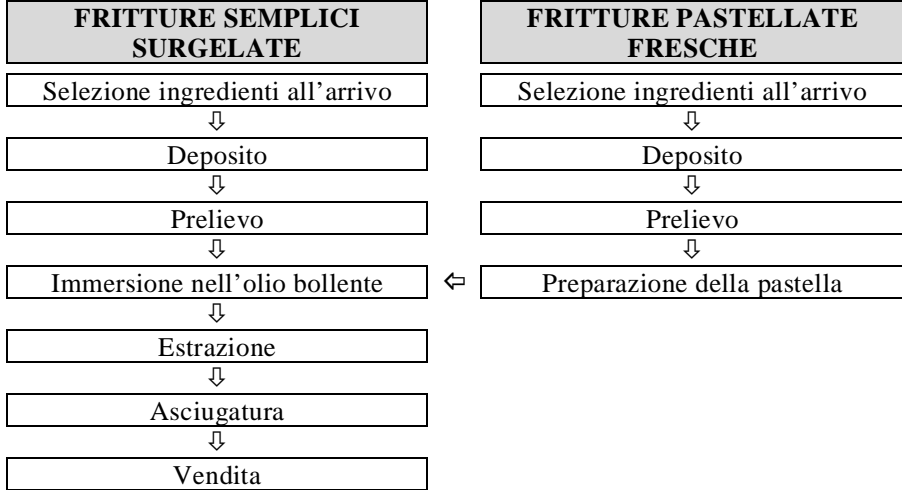 FRITTURE SEMPLICI
SURGELATE
Selezione ingredienti all’arrivo
⇩
Deposito
⇩
Prelievo
⇩
Immersione nell’olio bollente
⇩
Estrazione
⇩
Asciugatura
⇩
Vendita
⇦
FRITTURE PASTELLATE
FRESCHE
Selezione ingredienti all’arrivo
⇩
Deposito
⇩
Prelievo
⇩
Preparazione della pastella